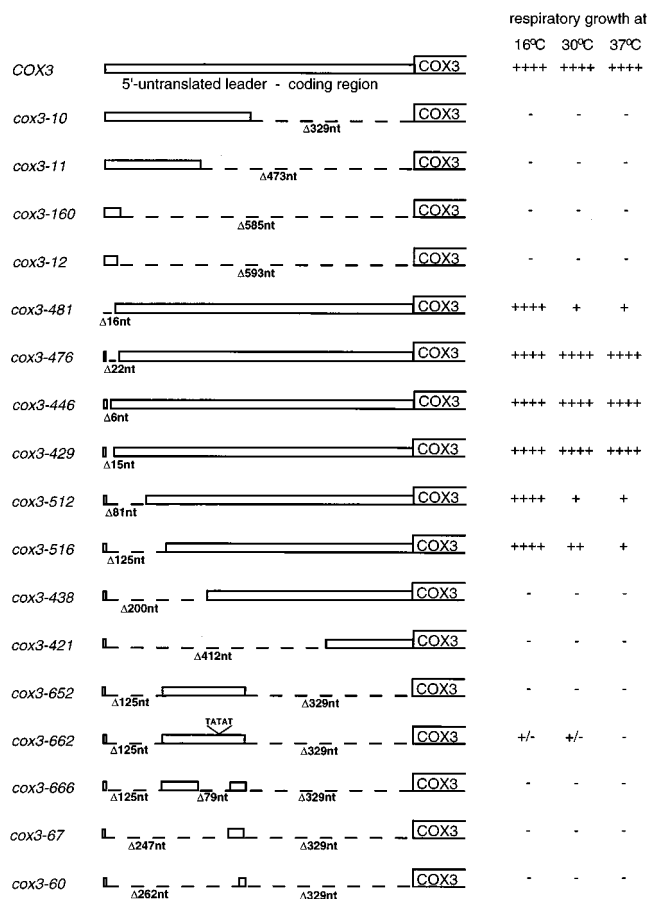 respiratory growth at
16ºC 30ºC 37ºC
COX3 COX3 ++++ ++++ ++++
5'-untranslated leader - coding region
cox3-10 COX3 - - -
Δ329nt
cox3-11 COX3 - - -
Δ473nt
cox3-160 COX3 - - -
Δ585nt
cox3-12 COX3 - - -
Δ593nt
cox3-481 COX3 ++++ + +
Δ16nt
cox3-476 COX3 ++++ ++++ ++++
Δ22nt
cox3-446 COX3 ++++ ++++ ++++
Δ6nt
cox3-429 COX3 ++++ ++++ ++++
Δ15nt
cox3-512 COX3 ++++ + +
Δ81nt
cox3-516 COX3 ++++ ++ +
Δ125nt
cox3-438 COX3 - - -
Δ200nt
cox3-421 COX3 - - -
Δ412nt
cox3-652 COX3 - - -
Δ125nt Δ329nt
TATAT
cox3-662 COX3 +/- +/- -
Δ125nt Δ329nt
cox3-666 COX3 - - -
Δ125nt Δ79nt Δ329nt
cox3-67 COX3 - - -
Δ247nt Δ329nt
cox3-60 COX3 - - -
Δ262nt Δ329nt